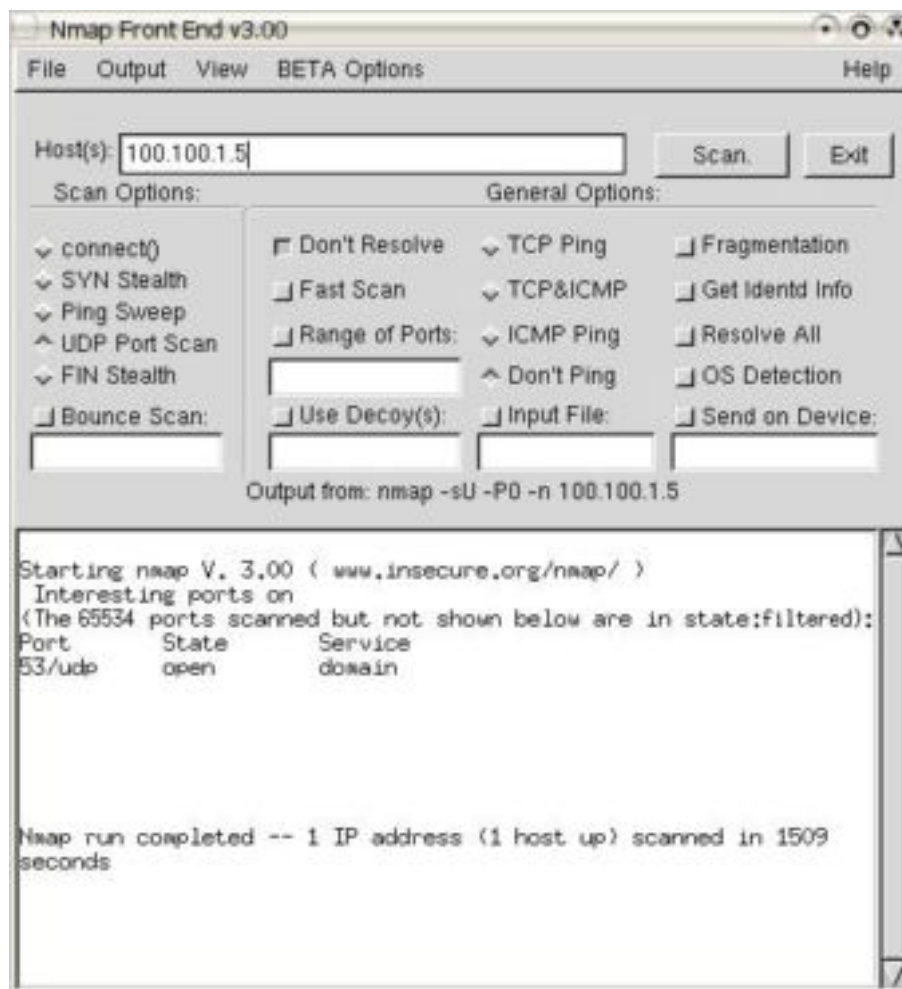 Nmap Front End v3.00
File Output View BETA Options Help
Host(s): 100.100.1.5 Scan. Exit
Scan Options: General Options:
connect() Don't Resolve TCP Ping Fragmentation
SYN Stealth Fast Scan TCP&ICMP Get Identd Info
Ping Sweep Range of Ports: ICMP Ping Resolve All
UDP Port Scan Don't Ping OS Detection
FIN Stealth
Bounce Scan: Use Decoy(s): Input File: Send on Device:
Output from: nmap -sU -P0 -n 100.100.1.5
Starting nmap V. 3.00 ( www.insecure.org/nmap/ )
Interesting ports on
(The 65534 ports scanned but not shown below are in state:filtered):
Port State Service
53/udp open domain
Nmap run completed -- 1 IP address (1 host up) scanned in 1509
seconds